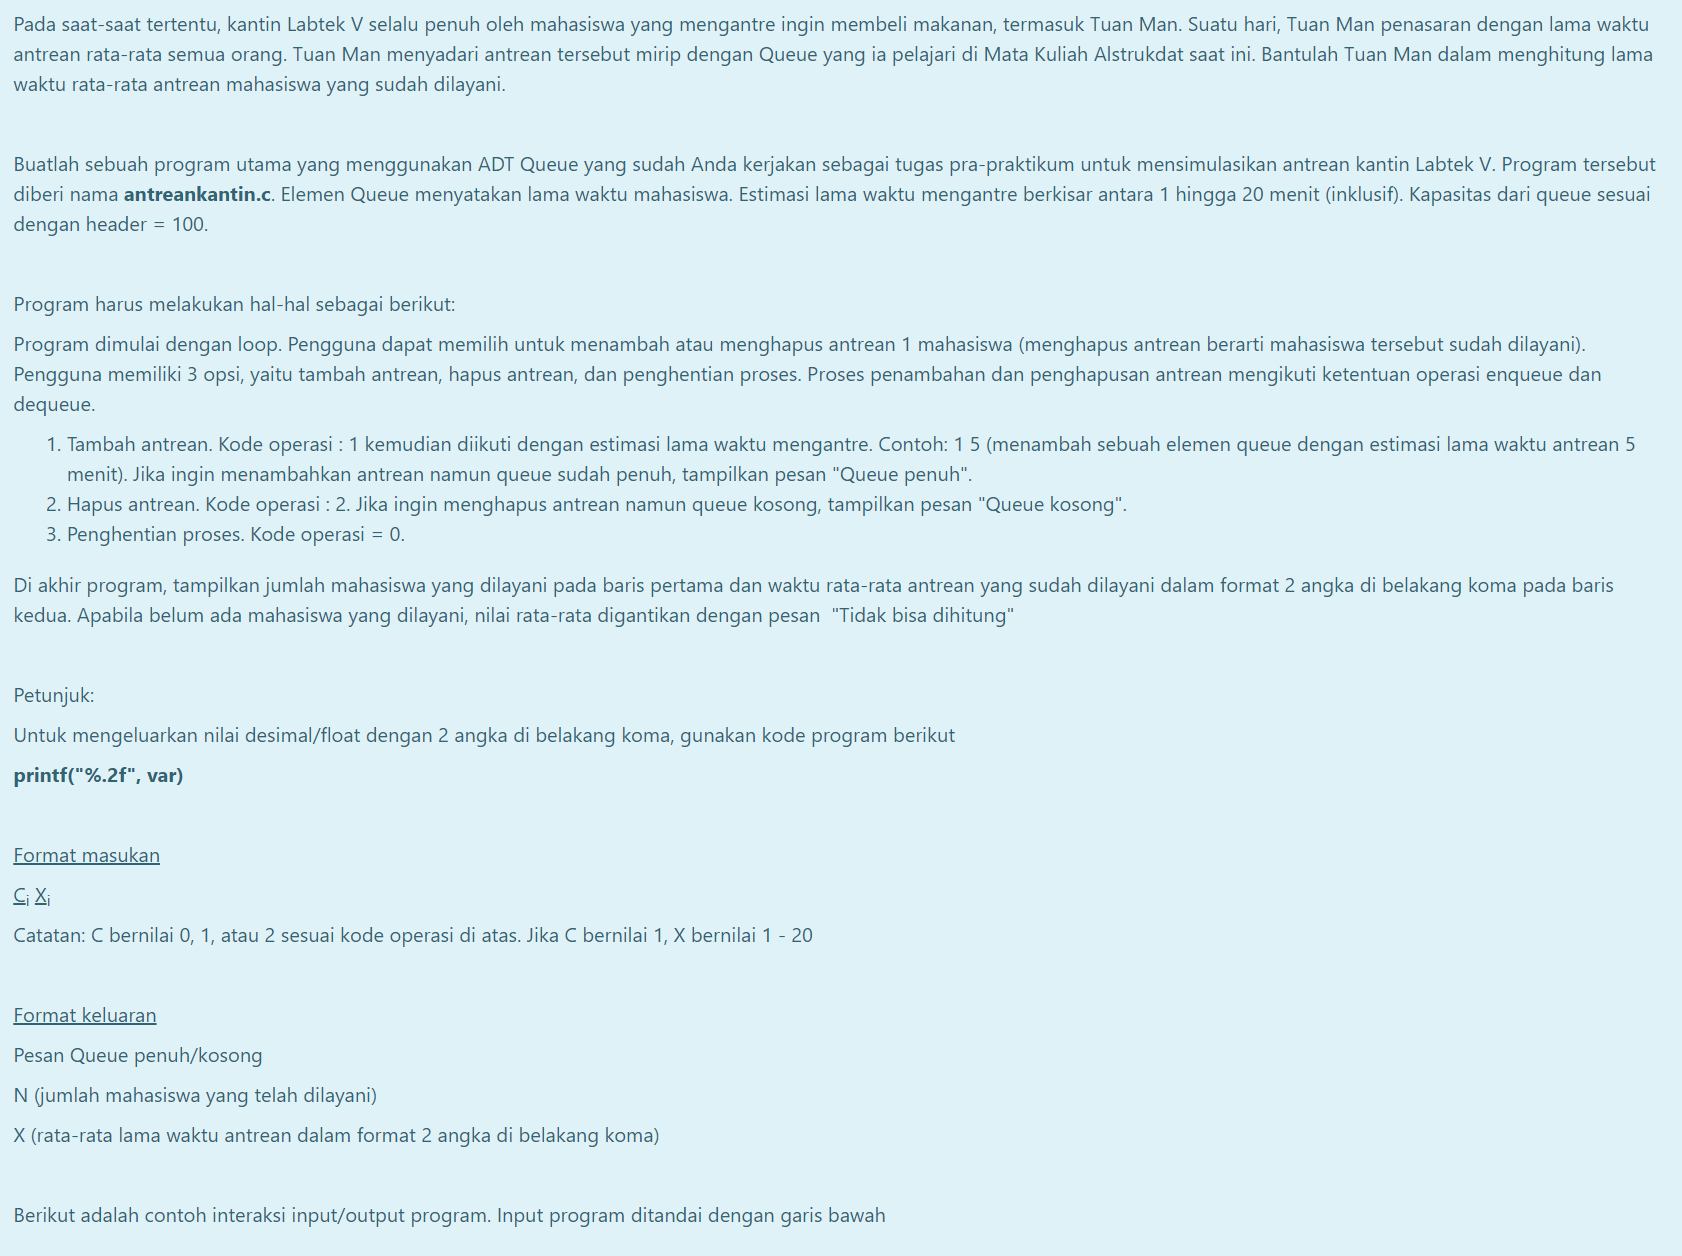 Pada saat-saat tertentu, kantin Labtek V selalu penuh oleh mahasiswa yang mengantre ingin membeli makanan, termasuk Tuan Man. Suatu hari, Tuan Man penasaran dengan lama waktu
antrean rata-rata semua orang. Tuan Man menyadari antrean tersebut mirip dengan Queue yang ia pelajari di Mata Kuliah Alstrukdat saat ini. Bantulah Tuan Man dalam menghitung lama
waktu rata-rata antrean mahasiswa yang sudah dilayani.
Buatlah sebuah program utama yang menggunakan ADT Queue yang sudah Anda kerjakan sebagai tugas pra-praktikum untuk mensimulasikan antrean kantin Labtek V. Program tersebut
diberi nama antreankantin.c. Elemen Queue menyatakan lama waktu mahasiswa. Estimasi lama waktu mengantre berkisar antara 1 hingga 20 menit (inklusif). Kapasitas dari queue sesuai
dengan header = 100.
Program harus melakukan hal-hal sebagai berikut:
Program dimulai dengan loop. Pengguna dapat memilih untuk menambah atau menghapus antrean 1 mahasiswa (menghapus antrean berarti mahasiswa tersebut sudah dilayani).
Pengguna memiliki 3 opsi, yaitu tambah antrean, hapus antrean, dan penghentian proses. Proses penambahan dan penghapusan antrean mengikuti ketentuan operasi enqueue dan
dequeue.
1. Tambah antrean. Kode operasi : 1 kemudian diikuti dengan estimasi lama waktu mengantre. Contoh: 1 5 (menambah sebuah elemen queue dengan estimasi lama waktu antrean 5
menit). Jika ingin menambahkan antrean namun queue sudah penuh, tampilkan pesan "Queue penuh".
2. Hapus antrean. Kode operasi : 2. Jika ingin menghapus antrean namun queue kosong, tampilkan pesan "Queue kosong".
3. Penghentian proses. Kode operasi = 0.
Di akhir program, tampilkan jumlah mahasiswa yang dilayani pada baris pertama dan waktu rata-rata antrean yang sudah dilayani dalam format 2 angka di belakang koma pada baris
kedua. Apabila belum ada mahasiswa yang dilayani, nilai rata-rata digantikan dengan pesan  "Tidak bisa dihitung"
Petunjuk:
Untuk mengeluarkan nilai desimal/float dengan 2 angka di belakang koma, gunakan kode program berikut
printf("%.2f", var)
Format masukan
Ci Xi
Catatan: C bernilai 0, 1, atau 2 sesuai kode operasi di atas. Jika C bernilai 1, X bernilai 1 - 20
Format keluaran
Pesan Queue penuh/kosong
N (jumlah mahasiswa yang telah dilayani)
X (rata-rata lama waktu antrean dalam format 2 angka di belakang koma)
Berikut adalah contoh interaksi input/output program. Input program ditandai dengan garis bawah